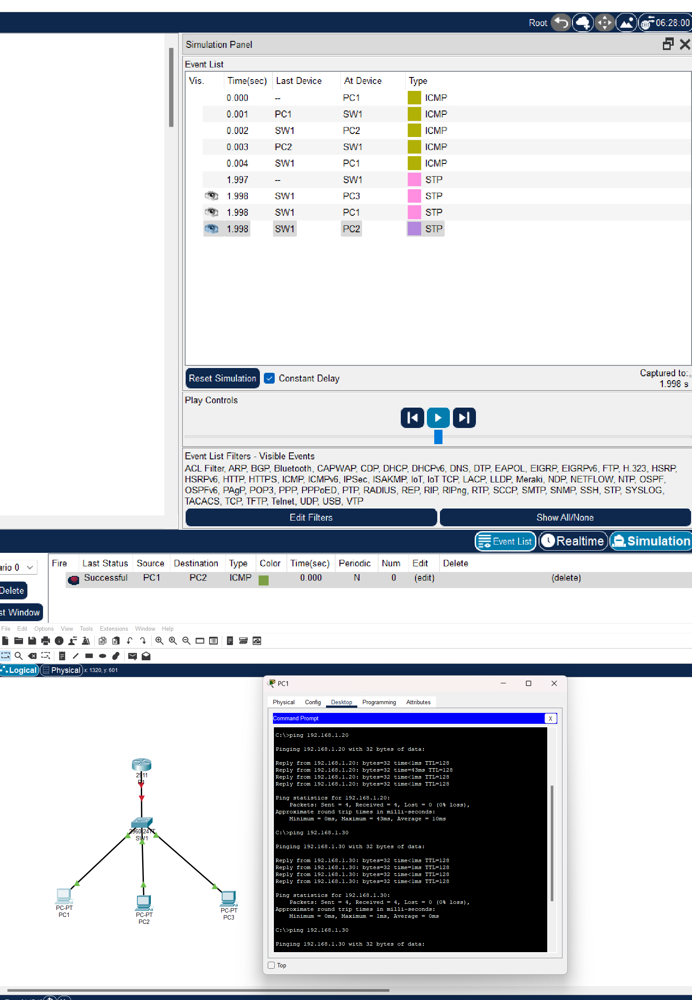 Root 06:28:00
Simulation Panel
Event List
Vis. Time(sec) Last Device At Device Type
0.000 -- PC1 ICMP
0.001 PC1 SW1 ICMP
0.002 SW1 PC2 ICMP
0.003 PC2 SW1 ICMP
0.004 SW1 PC1 ICMP
1.997 -- SW1 STP
1.998 SW1 PC3 STP
1.998 SW1 PC1 STP
1.998 SW1 PC2 STP
Reset Simulation Constant Delay Captured to:
1.998 s
Play Controls
Event List Filters - Visible Events
ACL Filter, ARP, BGP, Bluetooth, CAPWAP, CDP, DHCP, DHCPv6, DNS, DTP, EAPOL, EIGRP, EIGRPv6, FTP, H.323, HSRP,
HSRPv6, HTTP, HTTPS, ICMP, ICMPv6, IPSec, ISAKMP, IoT, IoT TCP, LACP, LLDP, Meraki, NDP, NETFLOW, NTP, OSPF,
OSPFv6, PAgP, POP3, PPP, PPPoED, PTP, RADIUS, REP, RIP, RIPng, RTP, SCCP, SMTP, SNMP, SSH, STP, SYSLOG,
TACACS, TCP, TFTP, Telnet, UDP, USB, VTP
Edit Filters Show All/None
Event List Realtime Simulation
ario 0 Fire Last Status Source Destination Type Color Time(sec) Periodic Num Edit Delete
Successful PC1 PC2 ICMP 0.000 N 0 (edit) (delete)
Delete
st Window
File Edit Options View Tools Extensions Window Help
Logical Physical x: 1320, y: 601
PC1
Physical Config Desktop Programming Attributes
Command Prompt X
C:\>ping 192.168.1.20
Pinging 192.168.1.20 with 32 bytes of data:
Reply from 192.168.1.20: bytes=32 time<1ms TTL=128
Reply from 192.168.1.20: bytes=32 time=43ms TTL=128
Reply from 192.168.1.20: bytes=32 time<1ms TTL=128
Reply from 192.168.1.20: bytes=32 time<1ms TTL=128
Ping statistics for 192.168.1.20:
Packets: Sent = 4, Received = 4, Lost = 0 (0% loss),
Approximate round trip times in milli-seconds:
Minimum = 0ms, Maximum = 43ms, Average = 10ms
C:\>ping 192.168.1.30
Pinging 192.168.1.30 with 32 bytes of data:
Reply from 192.168.1.30: bytes=32 time<1ms TTL=128
Reply from 192.168.1.30: bytes=32 time=1ms TTL=128
Reply from 192.168.1.30: bytes=32 time<1ms TTL=128
Reply from 192.168.1.30: bytes=32 time<1ms TTL=128
Ping statistics for 192.168.1.30:
Packets: Sent = 4, Received = 4, Lost = 0 (0% loss),
Approximate round trip times in milli-seconds:
Minimum = 0ms, Maximum = 1ms, Average = 0ms
C:\>ping 192.168.1.30
Pinging 192.168.1.30 with 32 bytes of data:
Top
2911
R1
2960-24TT
SW1
PC-PT
PC1
PC-PT
PC2
PC-PT
PC3